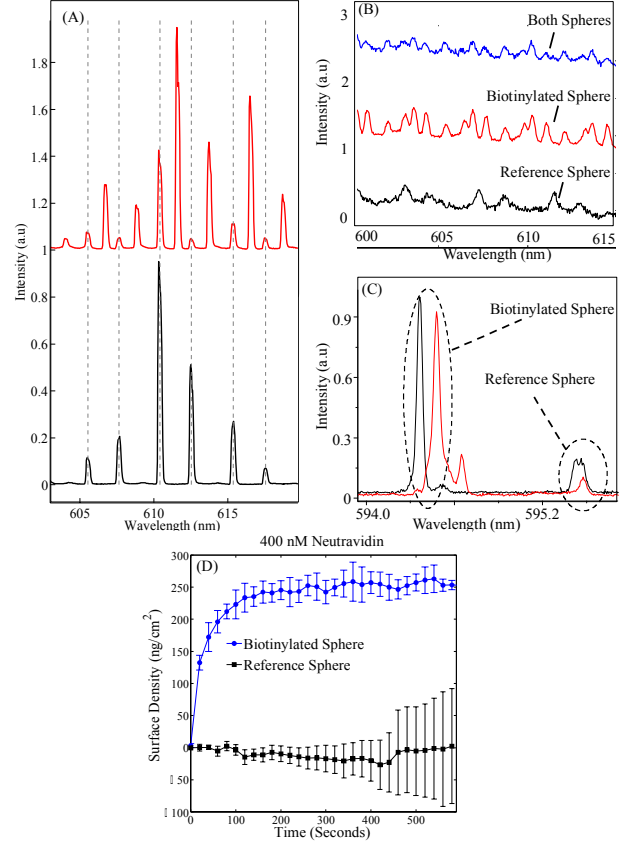 (A)
1.8
1.6
1.4
1.2
1
0.8
0.6
0.4
0.2
0
605 610 615
Wavelength (nm)
Intensity (a.u)
(B)
3
2
1
0
Both Spheres
Biotinylated Sphere
Reference Sphere
600 605 610 615
Wavelength (nm)
Intensity (a.u)
(C)
0.9
0.6
0.3
0
Biotinylated Sphere
Reference Sphere
594.0 595.2
Wavelength (nm)
Intensity (a.u)
400 nM Neutravidin
(D)
300
250
200
150
100
50
0
50
100
Biotinylated Sphere
Reference Sphere
0 100 200 300 400 500
Time (Seconds)
Surface Density (ng/cm²)